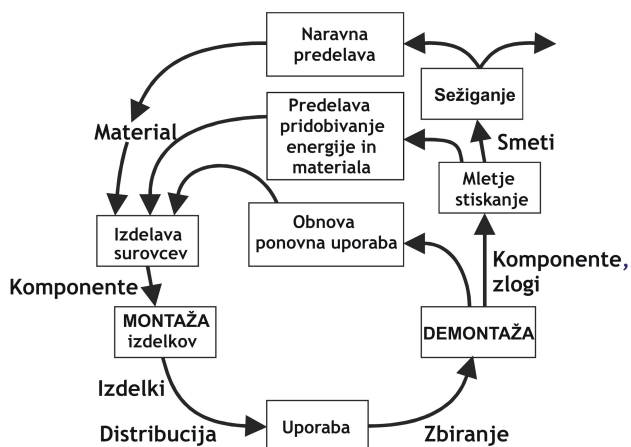 Naravna
predelava
Sežiganje
Predelava
pridobivanje
energije in
materiala
Material
Smeti
Mletje
stiskanje
Izdelava
surovcev
Obnova
ponovna uporaba
Komponente,
zlogi
Komponente
MONTAŽA
izdelkov
DEMONTAŽA
Izdelki
Distribucija
Uporaba
Zbiranje